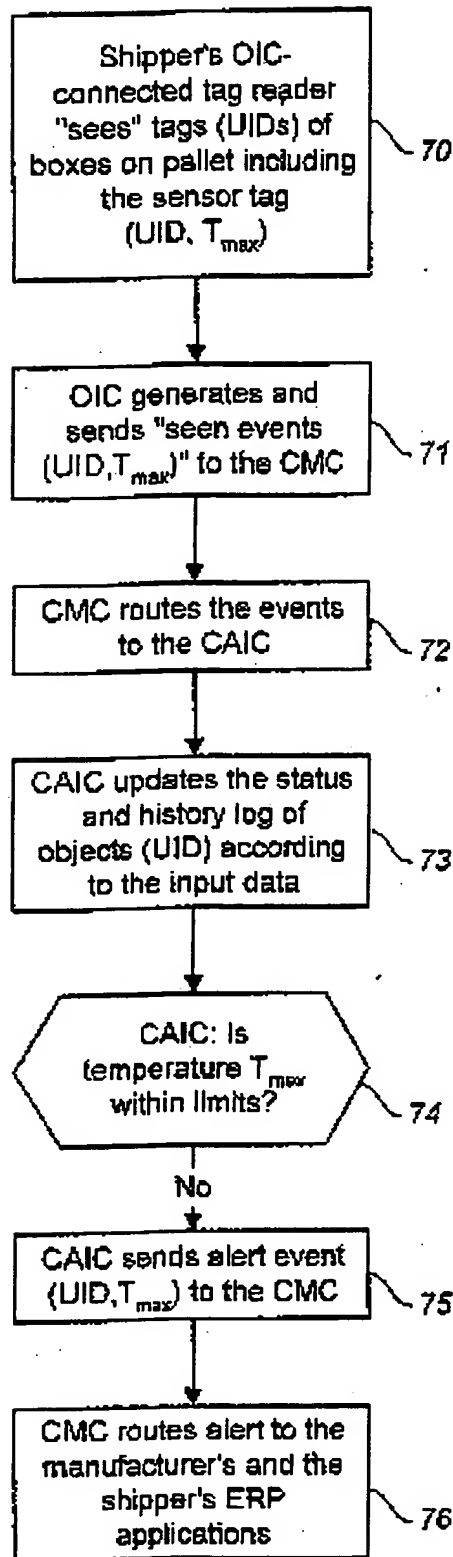 Shipper's OIC-
connected tag reader
"sees" tags (UIDs) of
boxes on pallet including
the sensor tag
(UID, Tmax)
70
OIC generates and
sends "seen events
(UID,Tmax)" to the CMC
71
CMC routes the events
to the CAIC
72
CAIC updates the status
and history log of
objects (UID) according
to the input data
73
CAIC: Is
temperature Tmax
within limits?
74
No
CAIC sends alert event
(UID,Tmax) to the CMC
75
CMC routes alert to the
manufacturer's and the
shipper's ERP
applications
76